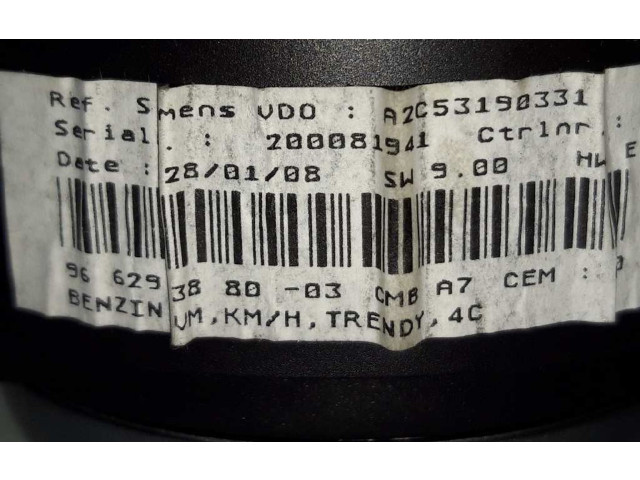 Ref. S mens VDO : A2C53190331
Serial. : 200081941 Ctrlnr.:
Date : 28/01/08 SW 9.00 HW E
96 629 38 80 -03 CMB A7 CEM :
BENZIN VM,KM/H,TRENDY,4C